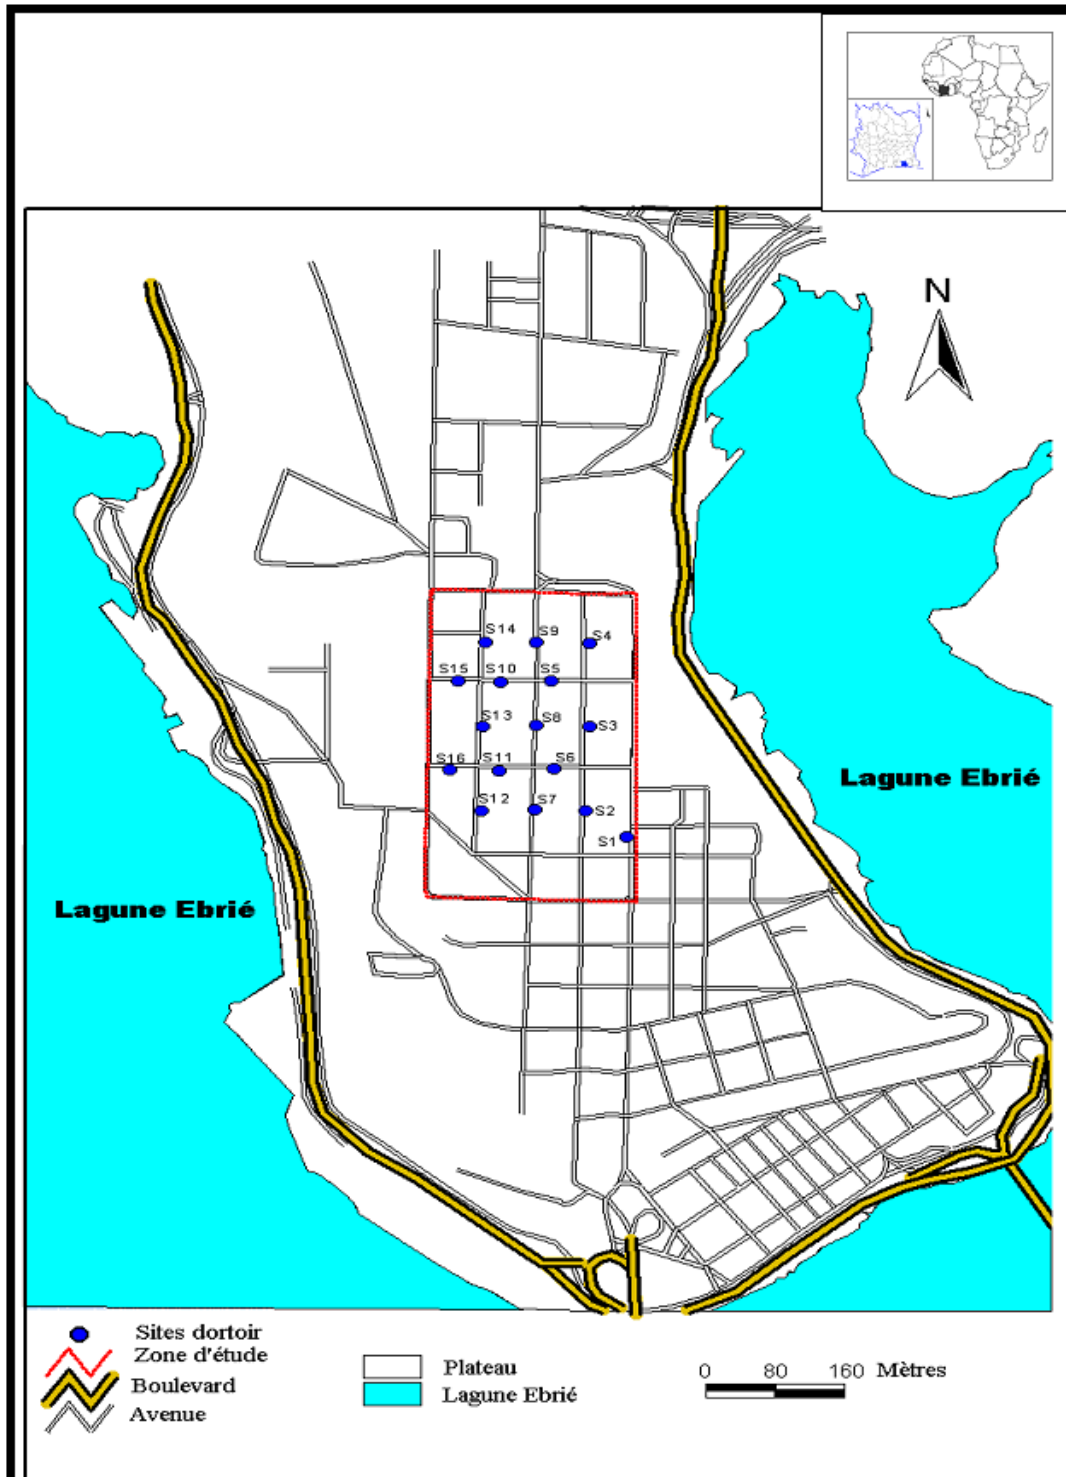 N
S14 S9 S4
S15 S10 S5
S13 S8 S3
S16 S11 S6
S12 S7 S2
S1
Lagune Ebrié
Lagune Ebrié
Sites dortoir
Zone d'étude
Boulevard
Avenue
Plateau
Lagune Ebrié
0 80 160 Mètres